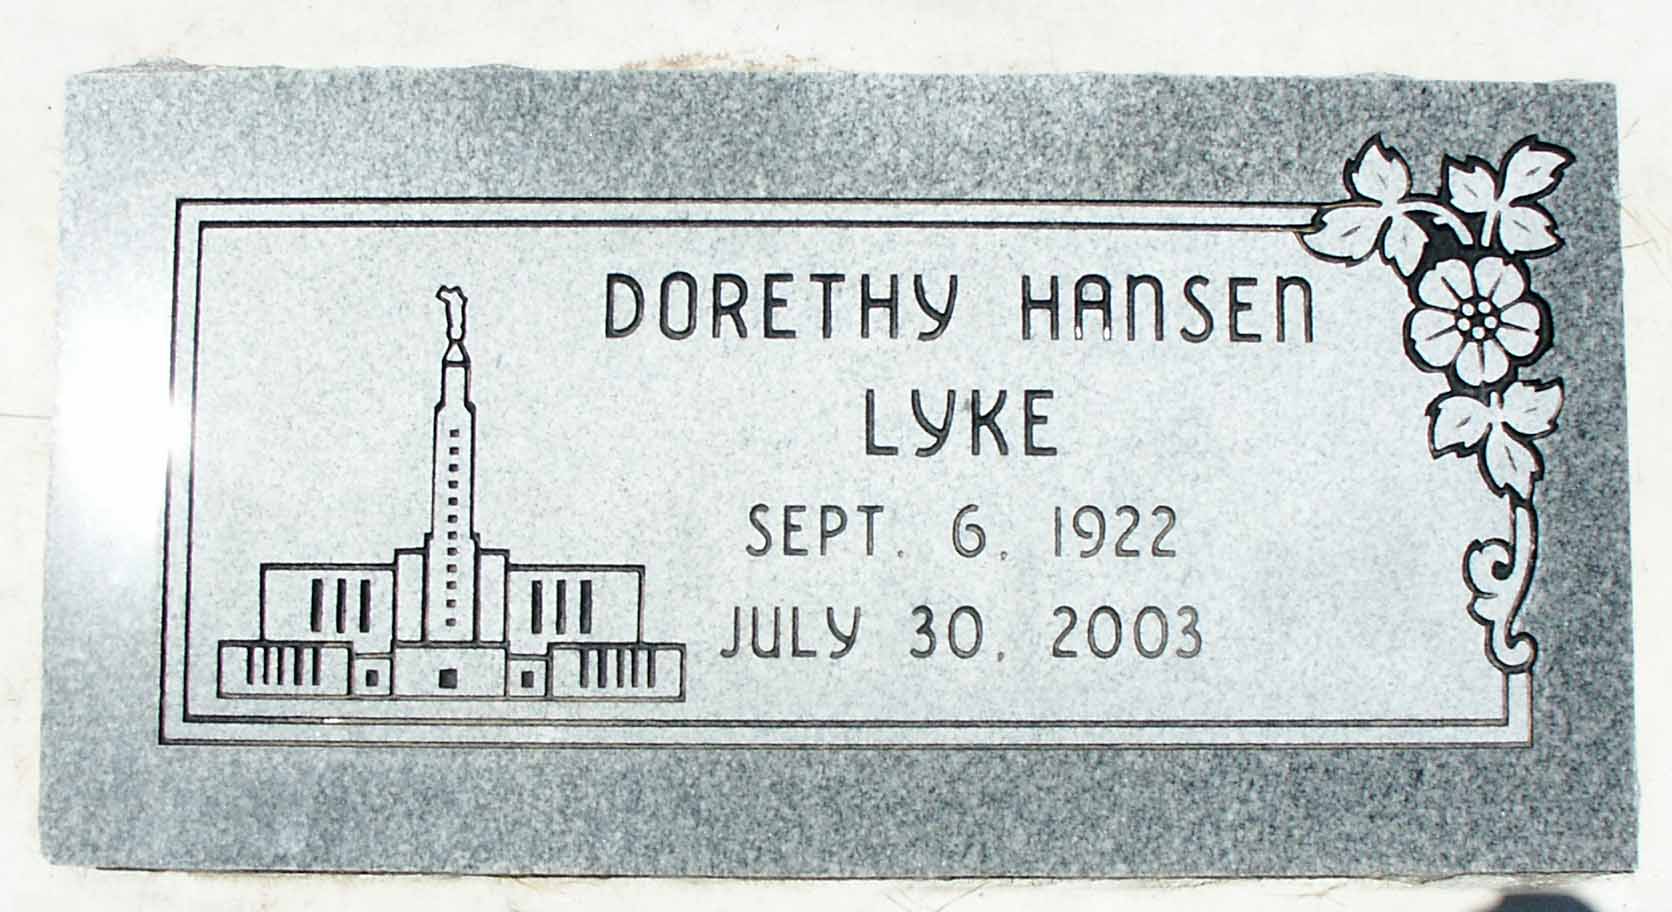 DORETHY HANSEN
LYKE
SEPT. 6, 1922
JULY 30, 2003